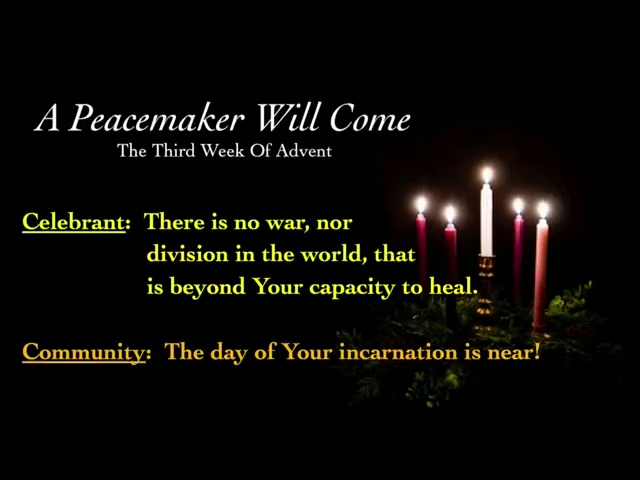 A Peacemaker Will Come
The Third Week Of Advent
Celebrant: There is no war, nor
division in the world, that
is beyond Your capacity to heal.
Community: The day of Your incarnation is near!